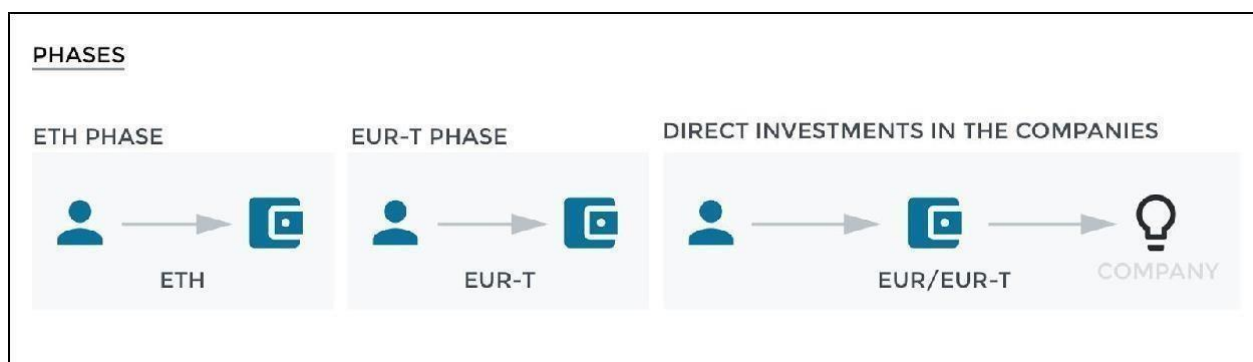 PHASES
ETH PHASE
EUR-T PHASE
DIRECT INVESTMENTS IN THE COMPANIES
ETH
EUR-T
EUR/EUR-T
COMPANY